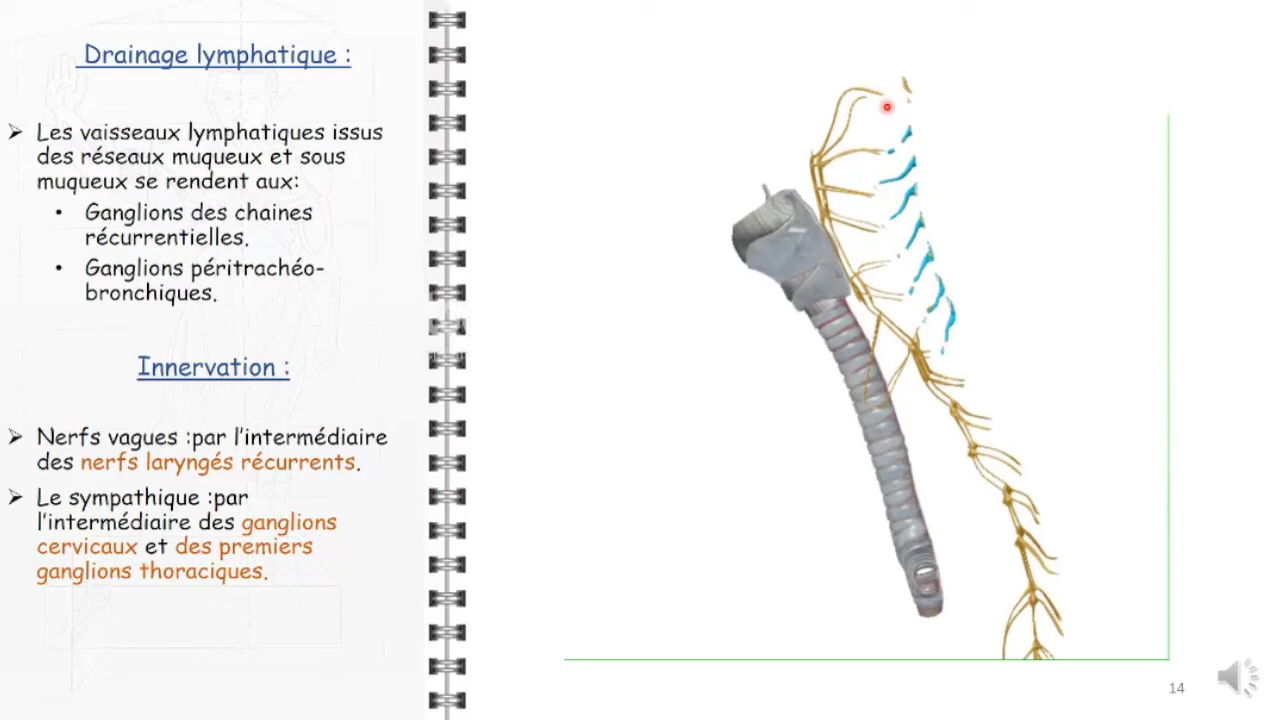 Drainage lymphatique :
➢ Les vaisseaux lymphatiques issus
des réseaux muqueux et sous
muqueux se rendent aux:
• Ganglions des chaines
récurrentielles.
• Ganglions péritrachéo-
bronchiques.
Innervation :
➢ Nerfs vagues :par l'intermédiaire
des nerfs laryngés récurrents.
➢ Le sympathique :par
l'intermédiaire des ganglions
cervicaux et des premiers
ganglions thoraciques.
14